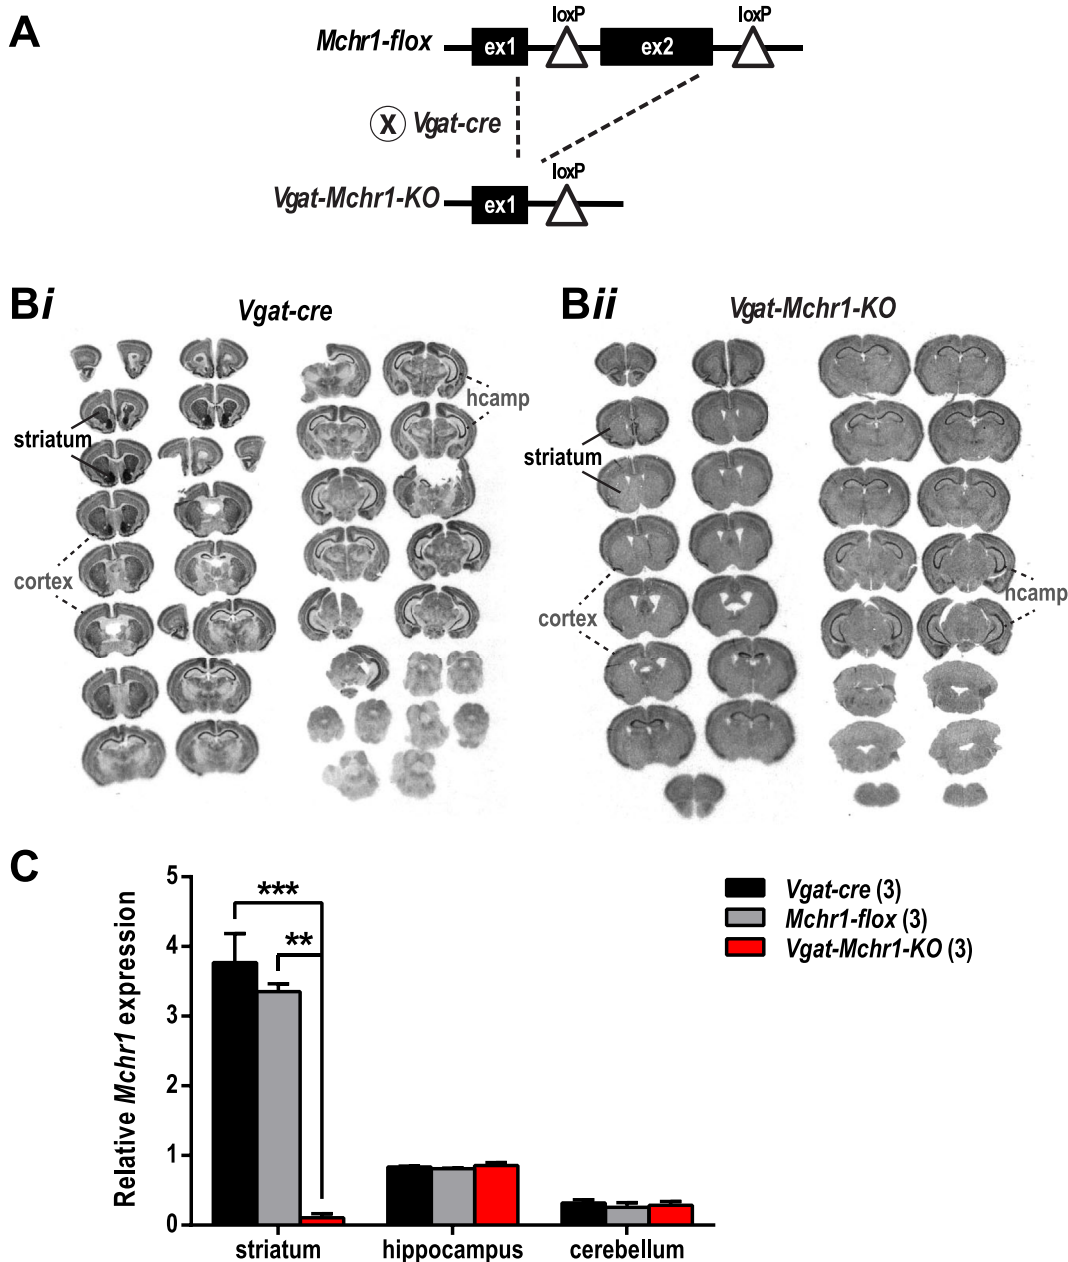 A
loxP
loxP
Mchr1-flox
ex1
ex2
X Vgat-cre
loxP
Vgat-Mchr1-KO
ex1
Bi
Vgat-cre
hcamp
striatum
cortex
Bii
Vgat-Mchr1-KO
striatum
cortex
hcamp
C
Relative Mchr1 expression
5
4
3
2
1
0
***
**
striatum
hippocampus
cerebellum
Vgat-cre (3)
Mchr1-flox (3)
Vgat-Mchr1-KO (3)